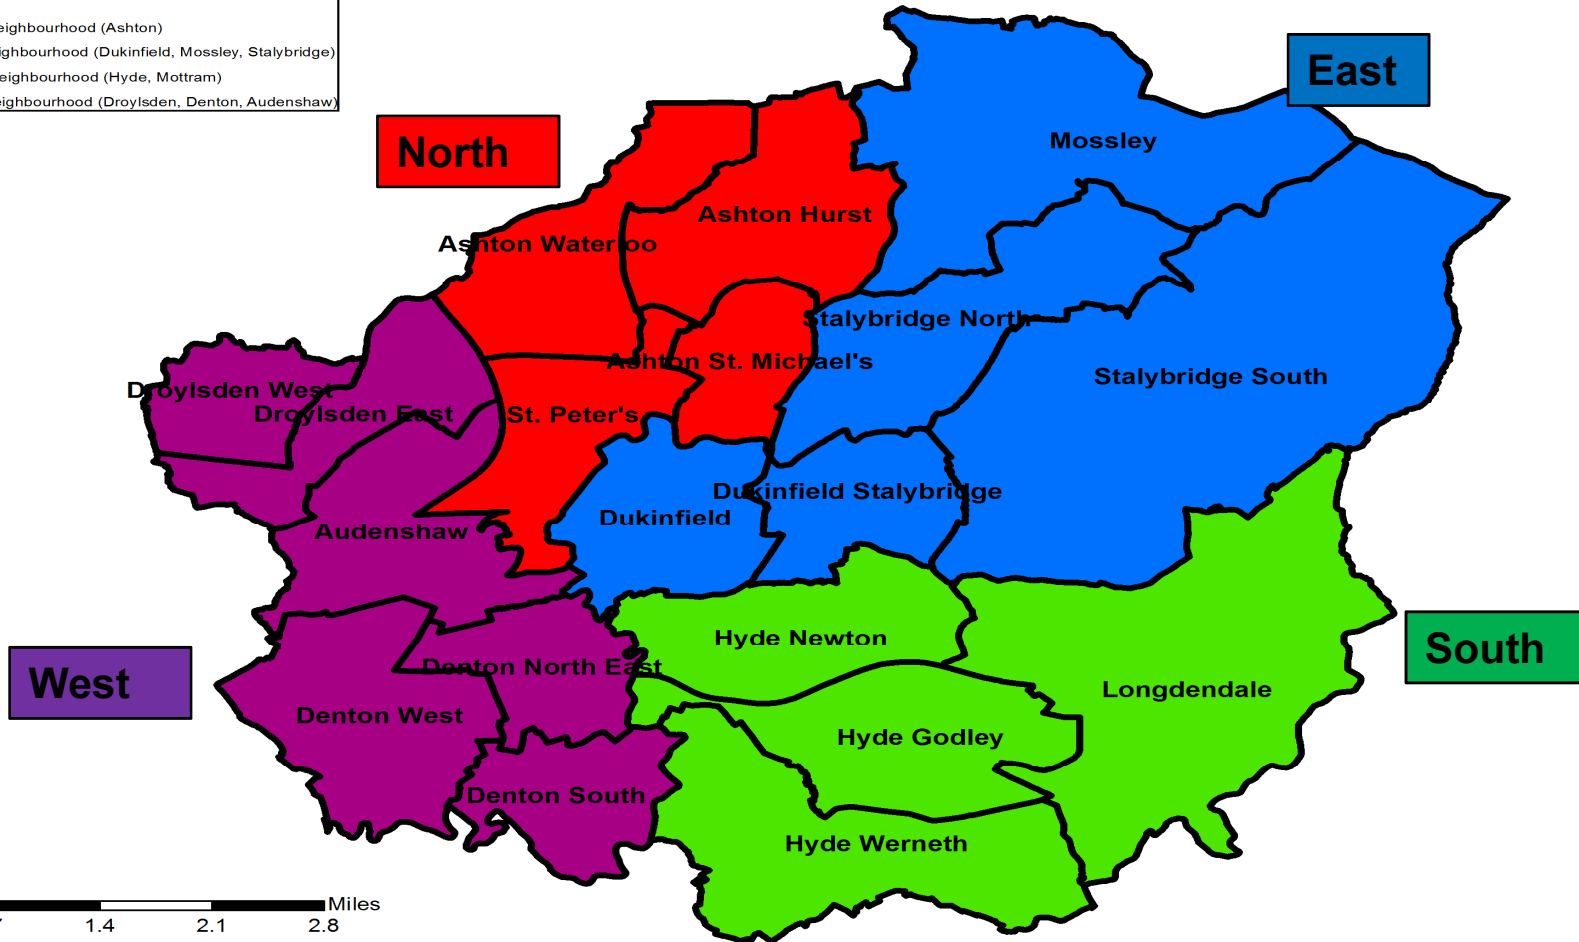 eighbourhood (Ashton)
ighbourhood (Dukinfield, Mossley, Stalybridge)
eighbourhood (Hyde, Mottram)
eighbourhood (Droylsden, Denton, Audenshaw)
East
North
Mossley
Ashton Hurst
Ashton Waterloo
Stalybridge North
Ashton St. Michael's
Stalybridge South
Droylsden West
Droylsden East
St. Peter's
Dukinfield Stalybridge
Dukinfield
Audenshaw
Hyde Newton
South
Denton North East
West
Longdendale
Denton West
Hyde Godley
Denton South
Hyde Werneth
Miles
1.4 2.1 2.8